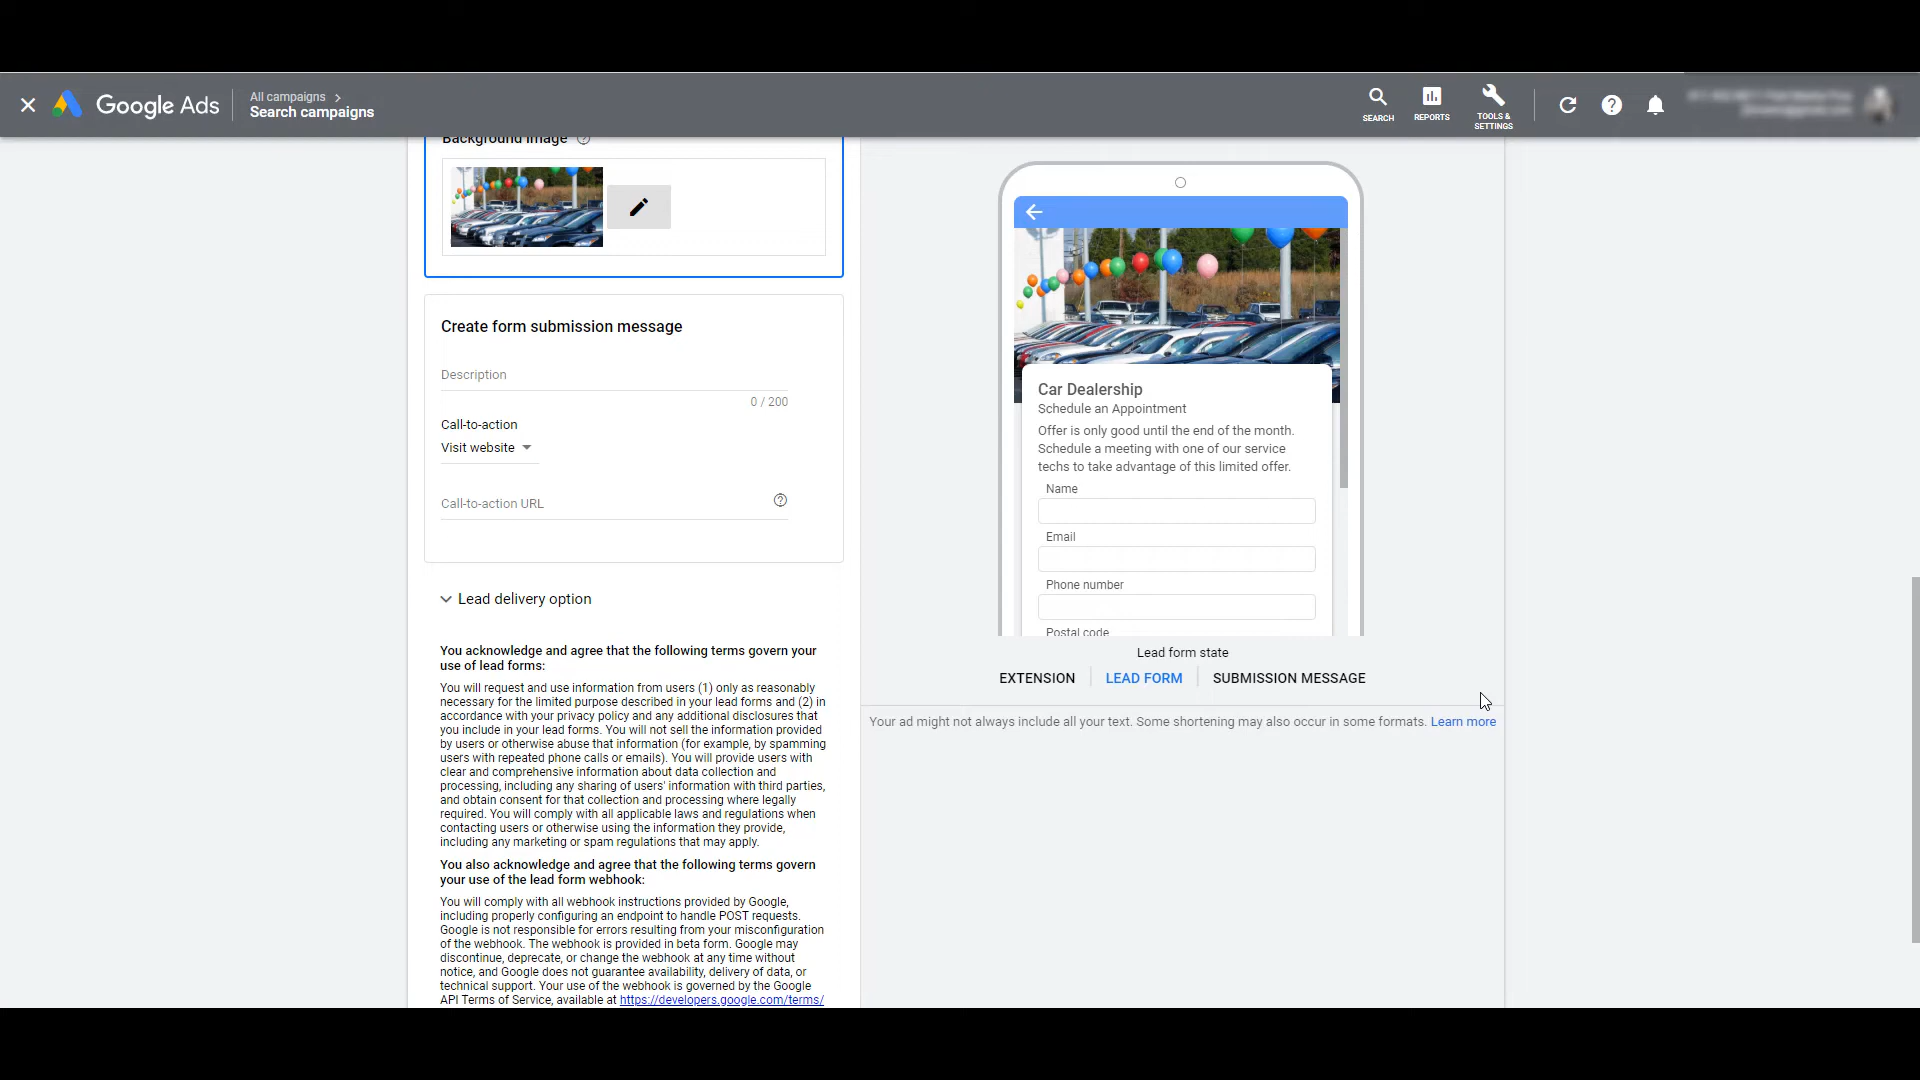 Google Ads
All campaigns
Search campaigns
SEARCH
REPORTS
TOOLS &
SETTINGS
Background image
Create form submission message
Description
0 / 200
Call-to-action
Visit website
Call-to-action URL
Lead delivery option
You acknowledge and agree that the following terms govern your
use of lead forms:
You will request and use information from users (1) only as reasonably
necessary for the limited purpose described in your lead forms and (2) in
accordance with your privacy policy and any additional disclosures that
you include in your lead forms. You will not sell the information provided
by users or otherwise abuse that information (for example, by spamming
users with repeated phone calls or emails). You will provide users with
clear and comprehensive information about data collection and
processing, including any sharing of users' information with third parties,
and obtain consent for that collection and processing where legally
required. You will comply with all applicable laws and regulations when
contacting users or otherwise using the information they provide,
including any marketing or spam regulations that may apply.
You also acknowledge and agree that the following terms govern
your use of the lead form webhook:
You will comply with all webhook instructions provided by Google,
including properly configuring an endpoint to handle POST requests.
Google is not responsible for errors resulting from your misconfiguration
of the webhook. The webhook is provided in beta form. Google may
discontinue, deprecate, or change the webhook at any time without
notice, and Google does not guarantee availability, delivery of data, or
technical support. Your use of the webhook is governed by the Google
API Terms of Service, available at https://developers.google.com/terms/
Car Dealership
Schedule an Appointment
Offer is only good until the end of the month.
Schedule a meeting with one of our service
techs to take advantage of this limited offer.
Name
Email
Phone number
Postal code
Lead form state
EXTENSION
LEAD FORM
SUBMISSION MESSAGE
Your ad might not always include all your text. Some shortening may also occur in some formats. Learn more